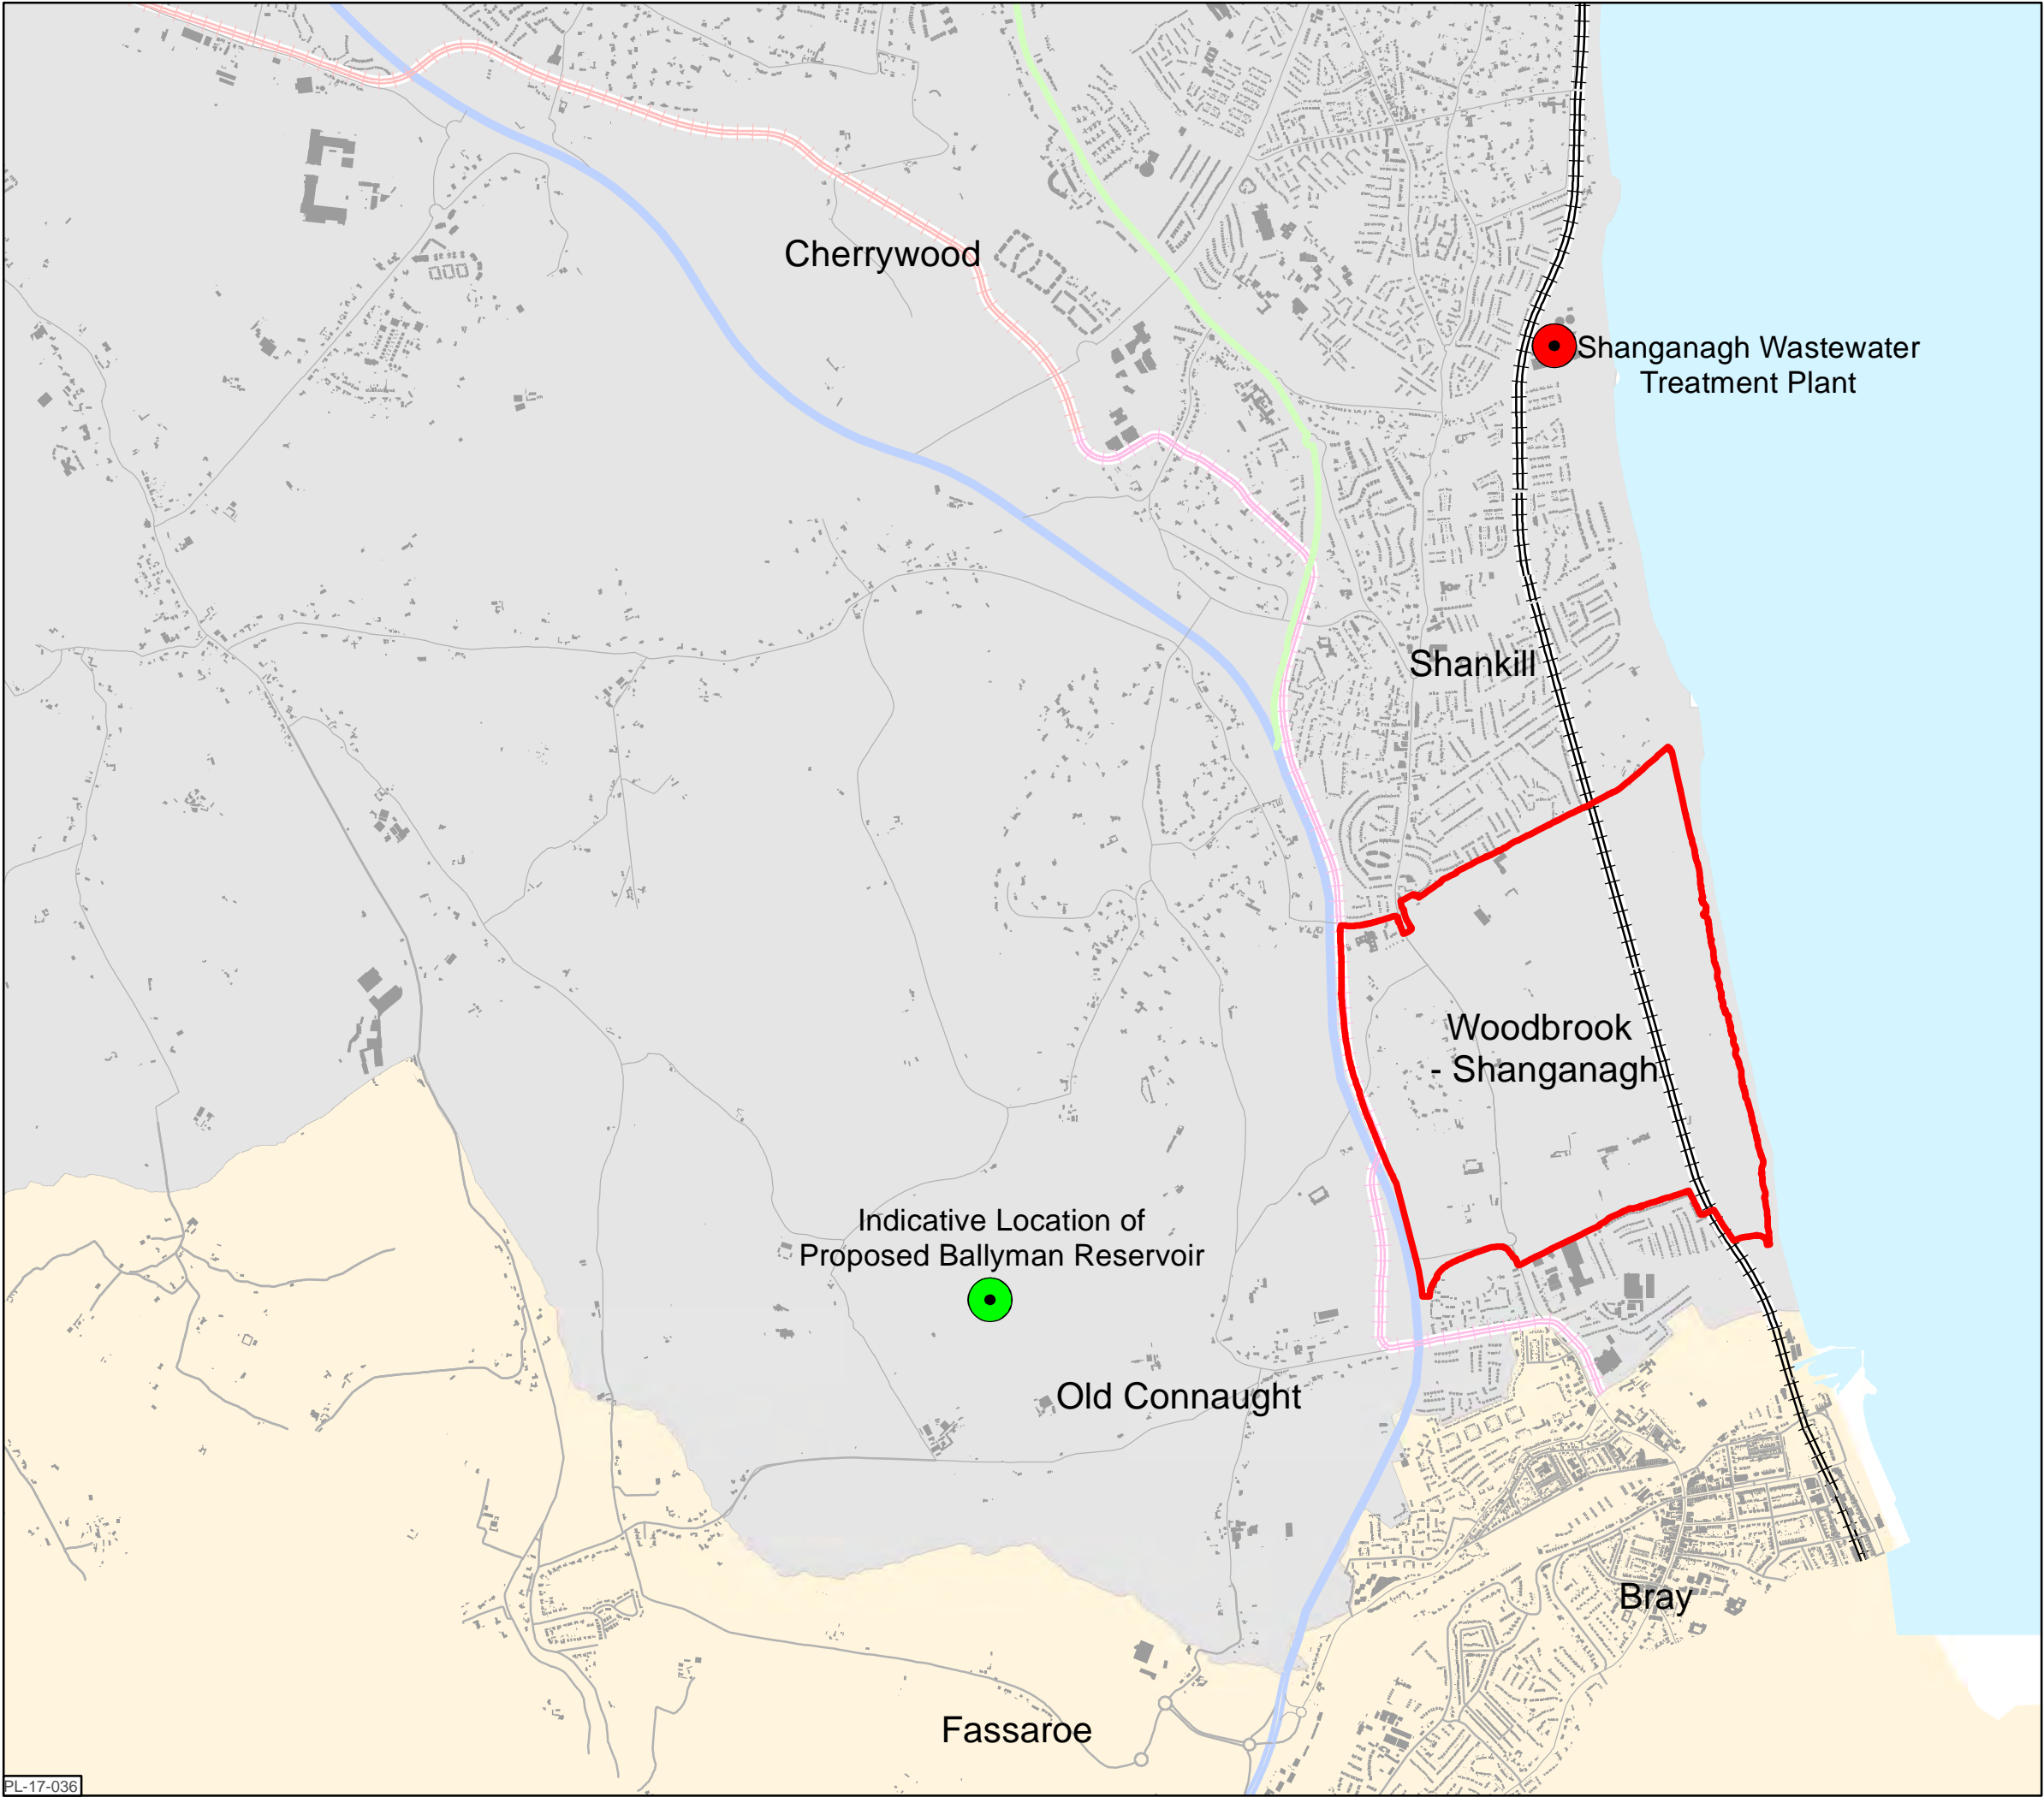 Cherrywood
Shanganagh Wastewater
Treatment Plant
Shankill
Woodbrook
- Shanganagh
Indicative Location of
Proposed Ballyman Reservoir
Old Connaught
Bray
Fassaroe
PL-17-036